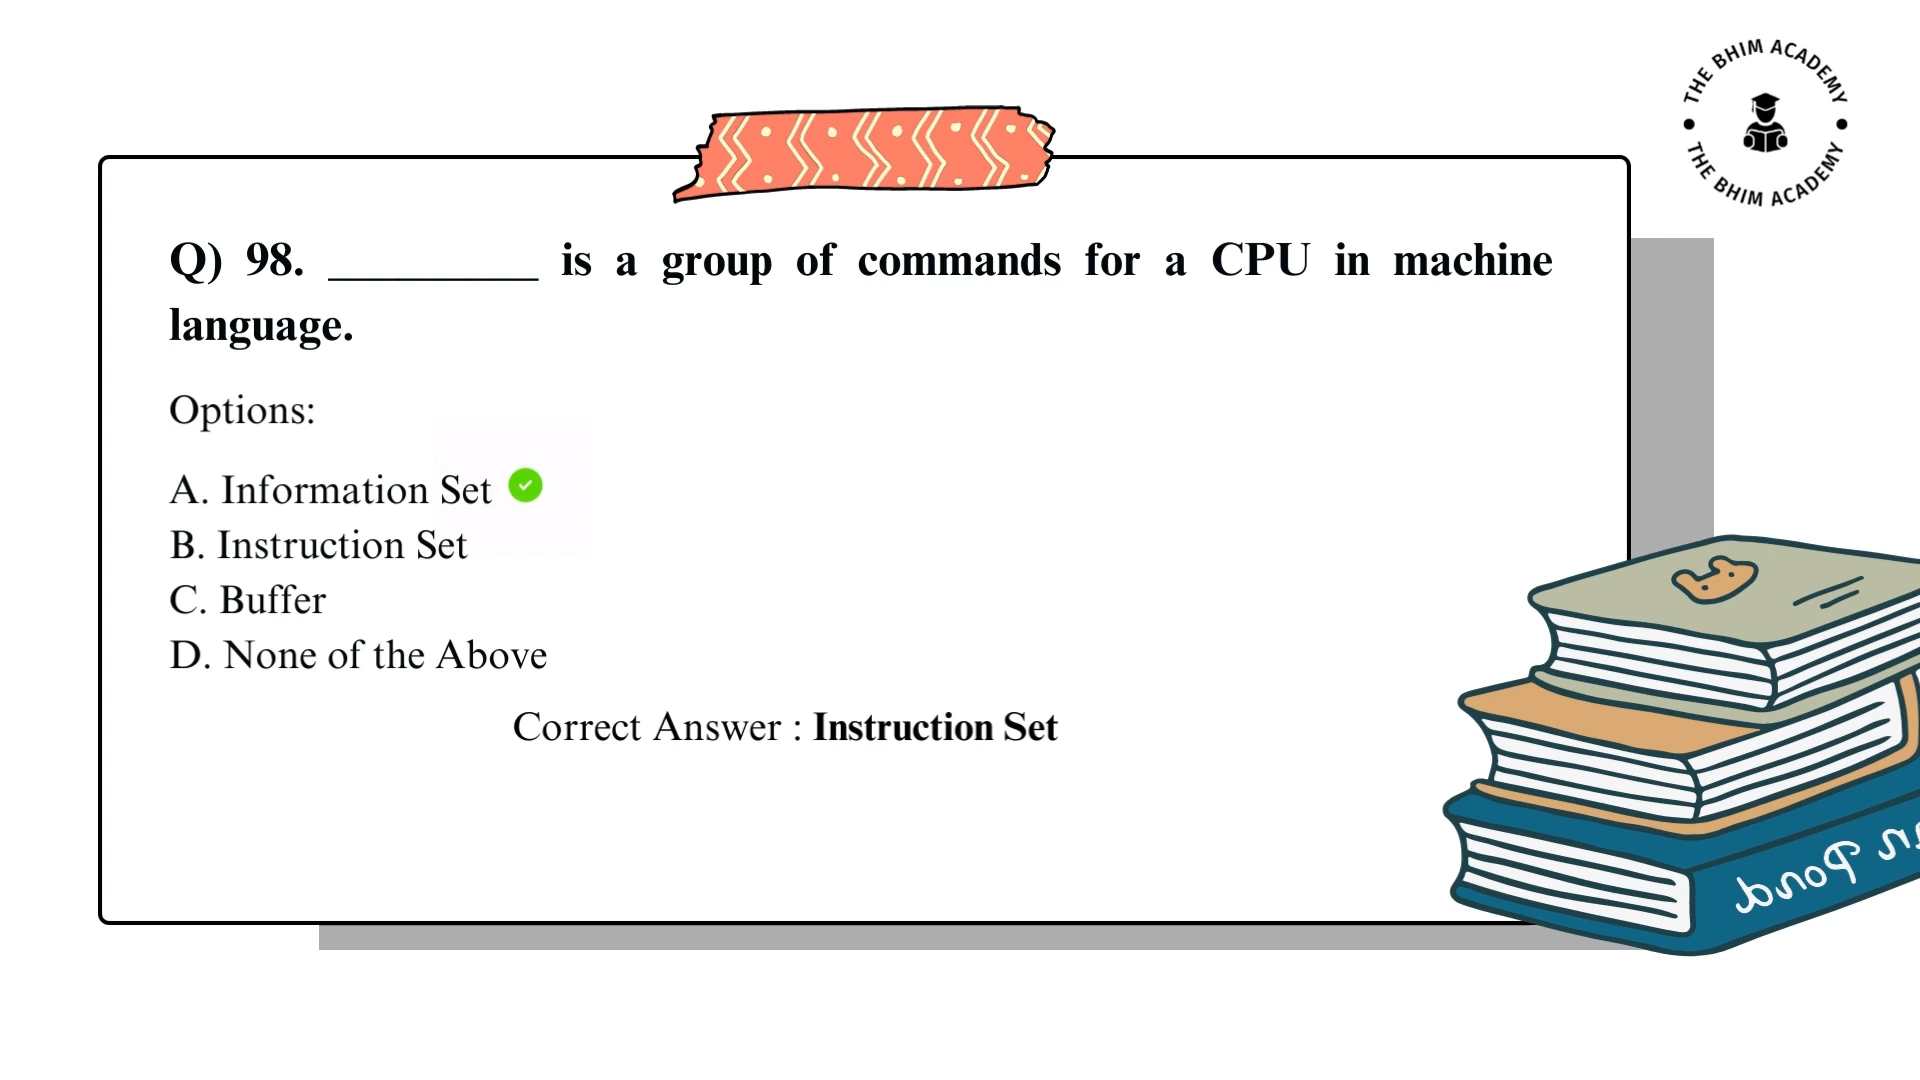 THE BHIM ACADEMY
THE BHIM ACADEMY
Q) 98. _________ is a group of commands for a CPU in machine
language.
Options:
A. Information Set
B. Instruction Set
C. Buffer
D. None of the Above
Correct Answer : Instruction Set